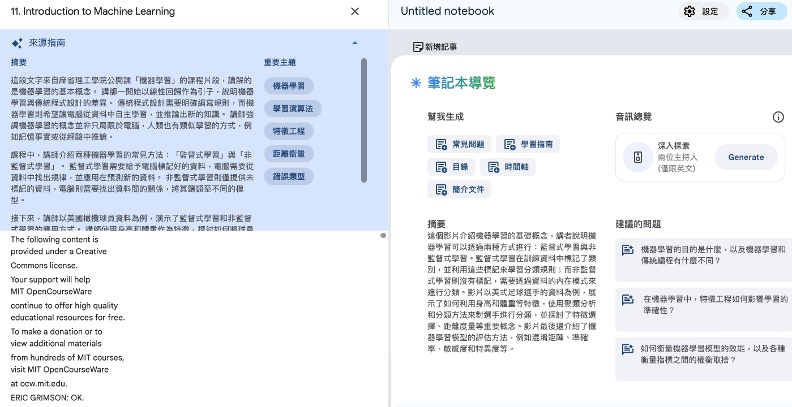 11. Introduction to Machine Learning
來源指南
摘要
這段文字來自麻省理工學院公開課「機器學習」的課程片段,講解的
是機器學習的基本概念。 講師一開始以線性回歸作為引子,說明機器
學習與傳統程式設計的差異。 傳統程式設計需要明確編寫規則,而機
器學習則希望讓電腦從資料中自主學習,並推論出新的知識。 講師強
調機器學習的概念並非只局限於電腦,人類也有類似學習的方式,例
如記憶事實或從經驗中推論。
課程中,講師介紹兩種機器學習的常見方法:「監督式學習」與「非
監督式學習」。 監督式學習需要給予電腦標記好的資料,電腦需要從
資料中找出規律,並應用在預測新的資料。 非監督式學習則僅提供未
標記的資料,電腦則需要找出資料間的關係,將其歸類至不同的模
型。
接下來,講師以美國橄欖球員資料為例,演示了監督式學習和非監督
重要主題
機器學習
學習演算法
特徵工程
距離衡量
錯誤類型
The following content is
provided under a Creative
Commons license.
Your support will help
MIT OpenCourseWare
continue to offer high quality
educational resources for free.
To make a donation or to
view additional materials
from hundreds of MIT courses,
visit MIT OpenCourseWare
at ocw.mit.edu.
ERIC GRIMSON: OK.
Untitled notebook
設定
分享
新增記事
筆記本導覽
幫我生成
常見問題
學習指南
目錄
時間軸
簡介文件
音訊總覽
深入探索
兩位主持人
(僅限英文)
Generate
摘要
這個影片介紹機器學習的基礎概念。講者說明機
器學習可以透過兩種方式進行:監督式學習與非
監督式學習。監督式學習在訓練資料中標記了類
別,並利用這些標記來學習分類規則;而非監督
式學習則沒有標記,需要透過資料的內在模式來
進行分類。影片以美式足球選手的資料為例,展
示了如何利用身高和體重等特徵,使用聚類分析
和分類方法來對選手進行分類,並探討了特徵選
擇、距離度量等重要概念。影片最後還介紹了機
器學習模型的評估方法,例如混淆矩陣、準確
率、敏感度和特異度等。
建議的問題
機器學習的目的是什麼,以及機器學習和
傳統編程有什麼不同?
在機器學習中,特徵工程如何影響學習的
準確性?
如何衡量機器學習模型的效能,以及各種
衡量指標之間的權衡取捨?